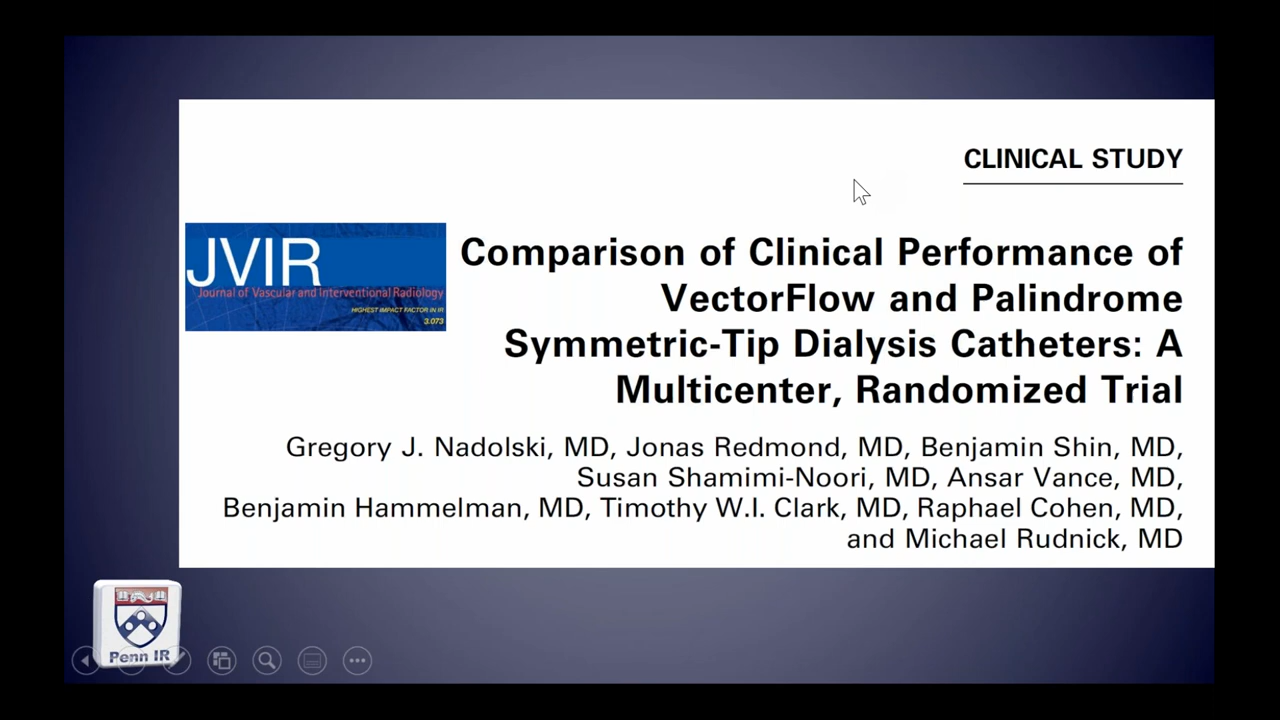 CLINICAL STUDY
JVIR
Journal of Vascular and Interventional Radiology
HIGHEST IMPACT FACTOR IN IR
3.073
Comparison of Clinical Performance of
VectorFlow and Palindrome
Symmetric-Tip Dialysis Catheters: A
Multicenter, Randomized Trial
Gregory J. Nadolski, MD, Jonas Redmond, MD, Benjamin Shin, MD,
Susan Shamimi-Noori, MD, Ansar Vance, MD,
Benjamin Hammelman, MD, Timothy W.I. Clark, MD, Raphael Cohen, MD,
and Michael Rudnick, MD
Penn IR